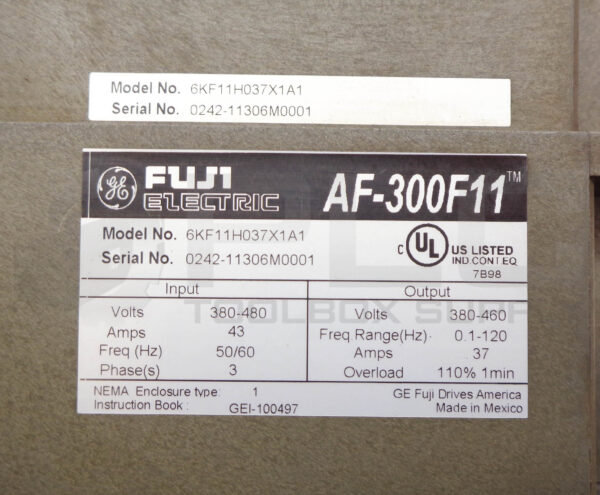 Model No. 6KF11H037X1A1
Serial No. 0242-11306M0001
GE FUJI ELECTRIC AF-300F11™
Model No. 6KF11H037X1A1
Serial No. 0242-11306M0001
C UL US LISTED
IND.CONT.EQ
7B98
Input Output
Volts 380-480 Volts 380-460
Amps 43 Freq Range(Hz) 0.1-120
Freq (Hz) 50/60 Amps 37
Phase(s) 3 Overload 110% 1min
NEMA Enclosure type: 1 GE Fuji Drives America
Instruction Book: GEI-100497 Made in Mexico
TOOLBOX SHOP